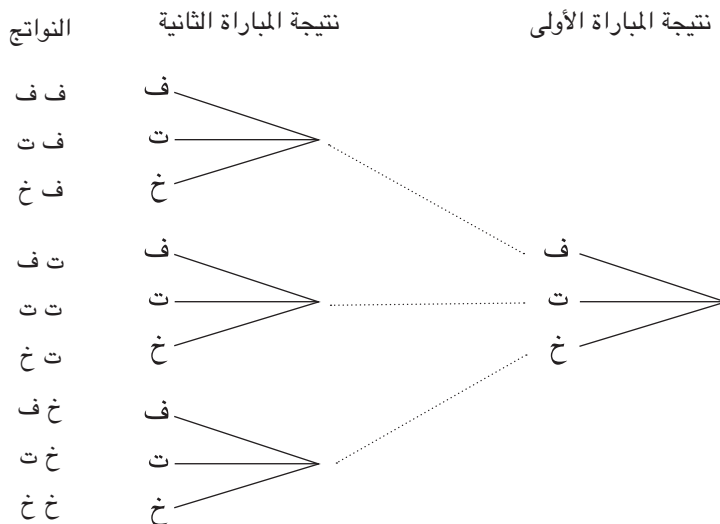 نتيجة المباراة الأولى نتيجة المباراة الثانية النواتج
ف ف ف
ت ف ت
خ ف خ
ف ف ت ف
ت ت ت ت
خ خ ت خ
ف خ ف
ت خ ت
خ خ خ